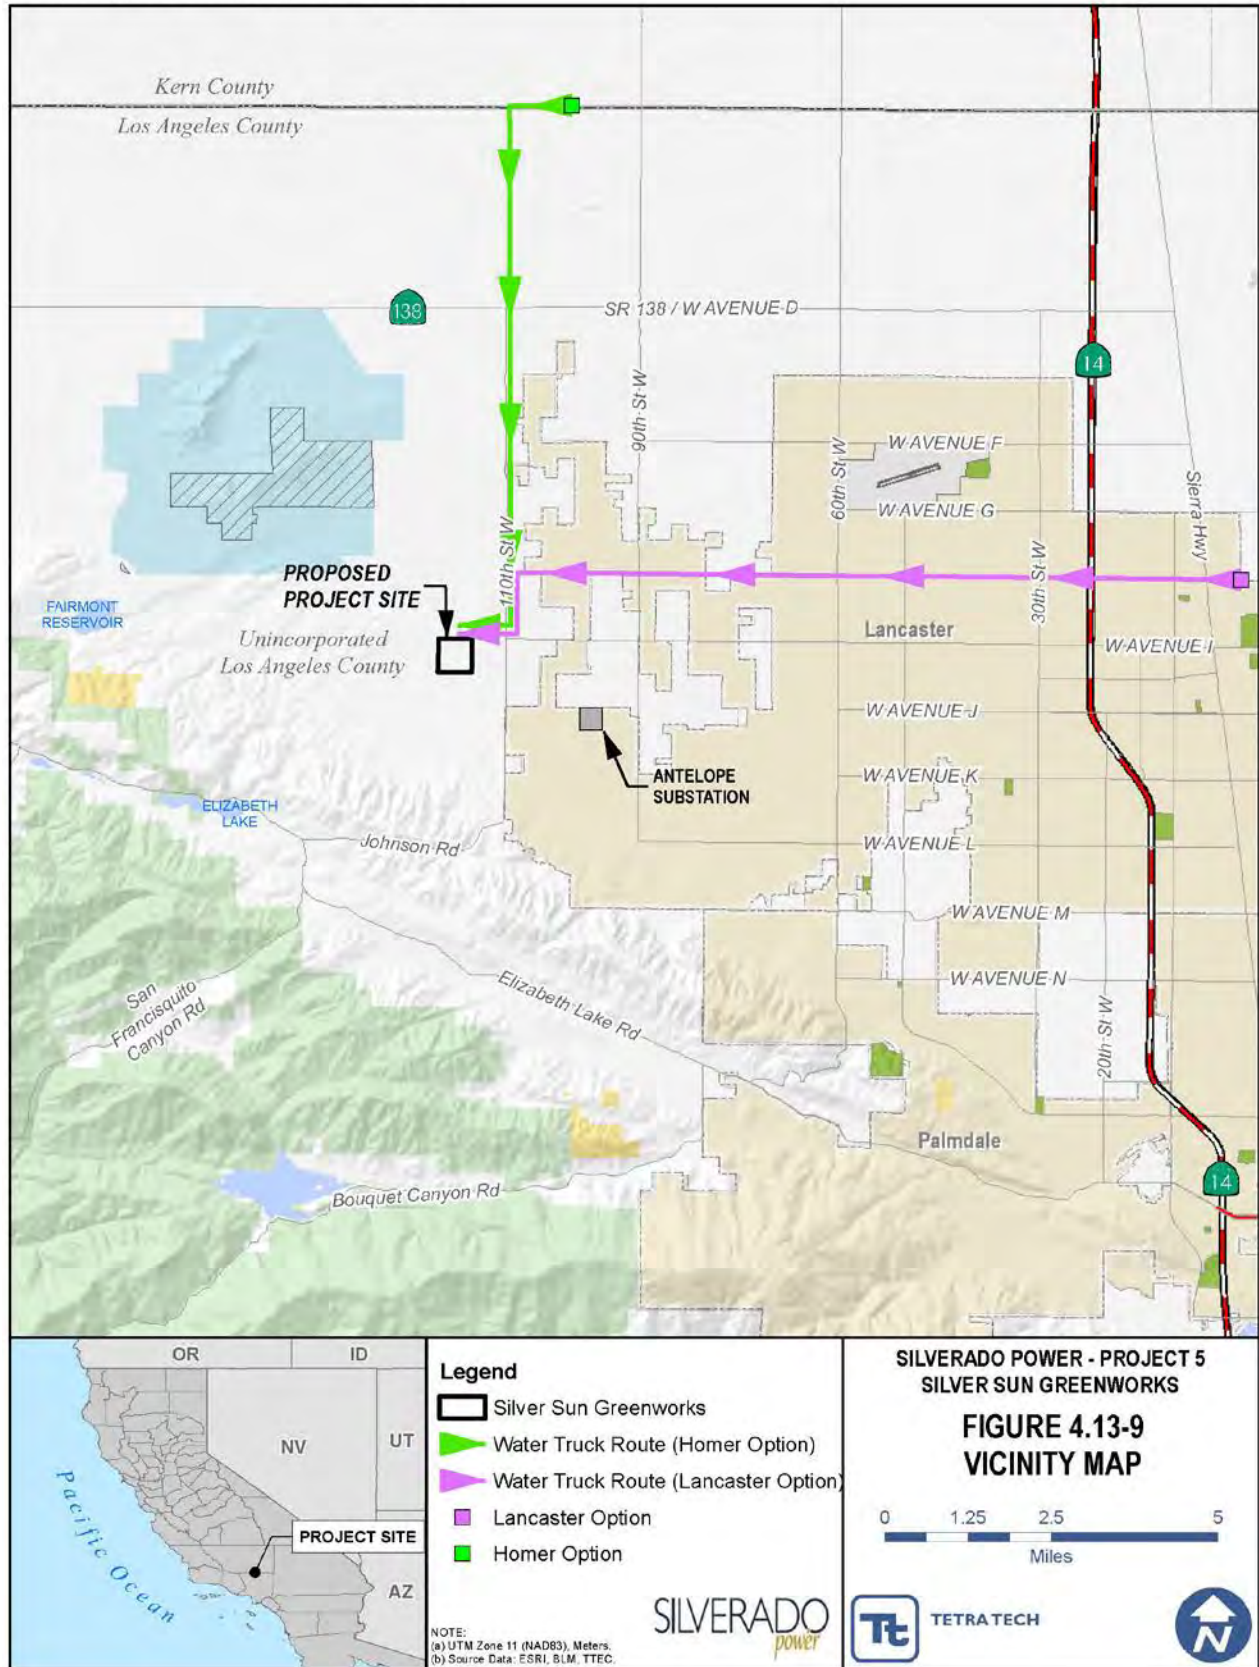 Kern County
Los Angeles County
138
SR 138 / W AVENUE D
14
90th St W
W AVENUE F
60th St W
W AVENUE G
Sierra Hwy
110th St W
30th St W
PROPOSED
PROJECT SITE
FAIRMONT
RESERVOIR
Unincorporated
Los Angeles County
Lancaster
W AVENUE I
W AVENUE J
ANTELOPE
SUBSTATION
W AVENUE K
ELIZABETH
LAKE
Johnson Rd
W AVENUE L
W AVENUE M
Elizabeth Lake Rd
W AVENUE N
San
Francisquito
Canyon Rd
20th St W
Palmdale
14
Bouquet Canyon Rd
OR
ID
NV
UT
AZ
Pacific Ocean
PROJECT SITE
Legend
Silver Sun Greenworks
Water Truck Route (Homer Option)
Water Truck Route (Lancaster Option)
Lancaster Option
Homer Option
NOTE:
(a) UTM Zone 11 (NAD83), Meters.
(b) Source Data: ESRI, BLM, TTEC.
SILVERADO
power
SILVERADO POWER - PROJECT 5
SILVER SUN GREENWORKS
FIGURE 4.13-9
VICINITY MAP
0 1.25 2.5 5
Miles
Tt
TETRA TECH
N